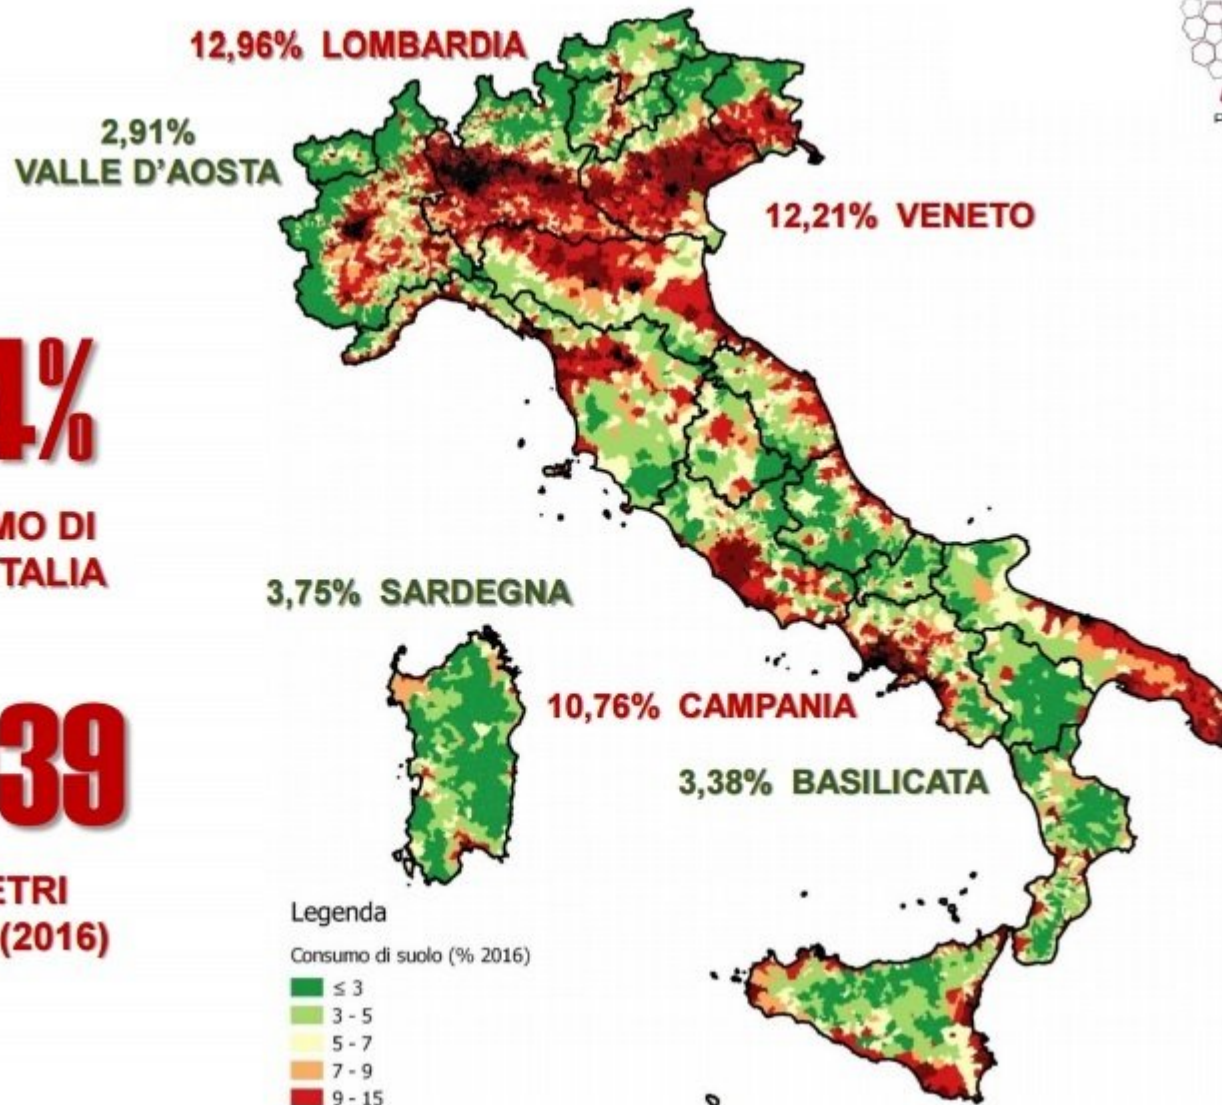 12,96% LOMBARDIA
2,91%
VALLE D'AOSTA
12,21% VENETO
4%
MO DI
TALIA
3,75% SARDEGNA
10,76% CAMPANIA
39
3,38% BASILICATA
ETRI
(2016)
Legenda
Consumo di suolo (% 2016)
≤ 3
3 - 5
5 - 7
7 - 9
9 - 15